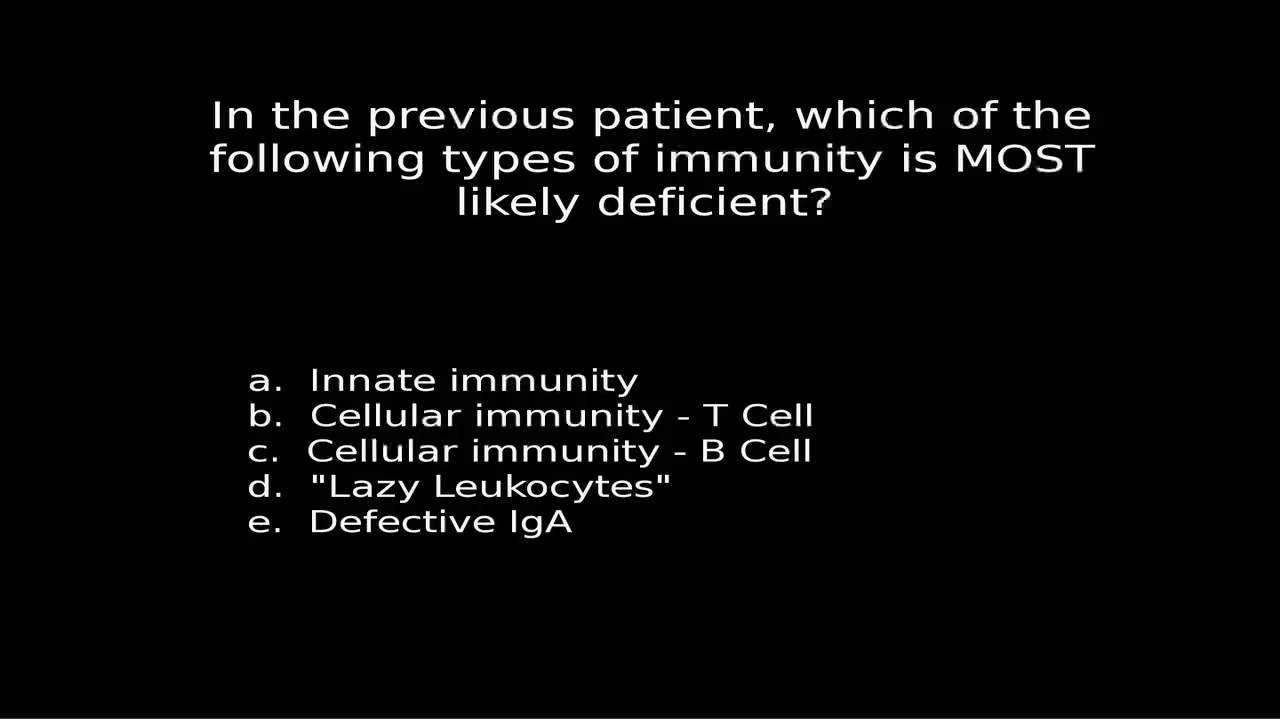 In the previous patient, which of the
following types of immunity is MOST
likely deficient?
a. Innate immunity
b. Cellular immunity - T Cell
c. Cellular immunity - B Cell
d. "Lazy Leukocytes"
e. Defective IgA